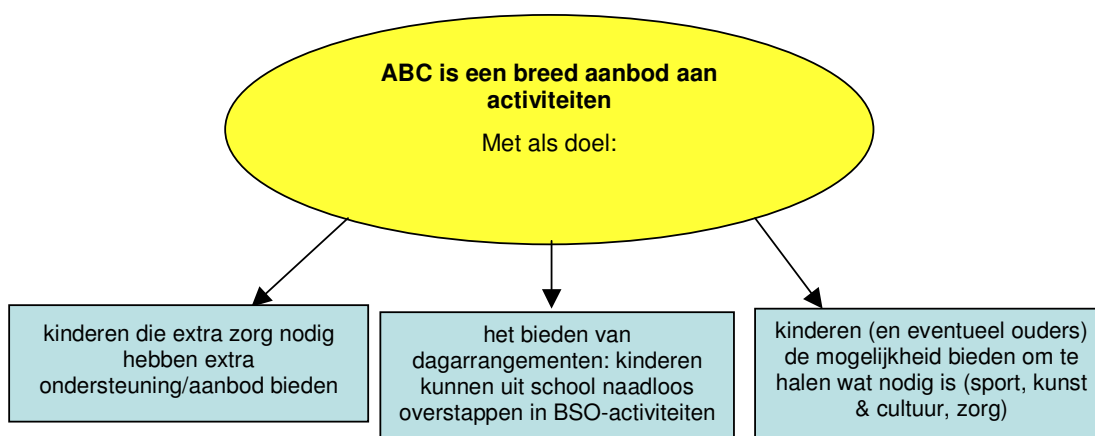 ABC is een breed aanbod aan
activiteiten
Met als doel:
kinderen die extra zorg nodig
hebben extra
ondersteuning/aanbod bieden
het bieden van
dagarrangementen: kinderen
kunnen uit school naadloos
overstappen in BSO-activiteiten
kinderen (en eventueel ouders)
de mogelijkheid bieden om te
halen wat nodig is (sport, kunst
& cultuur, zorg)